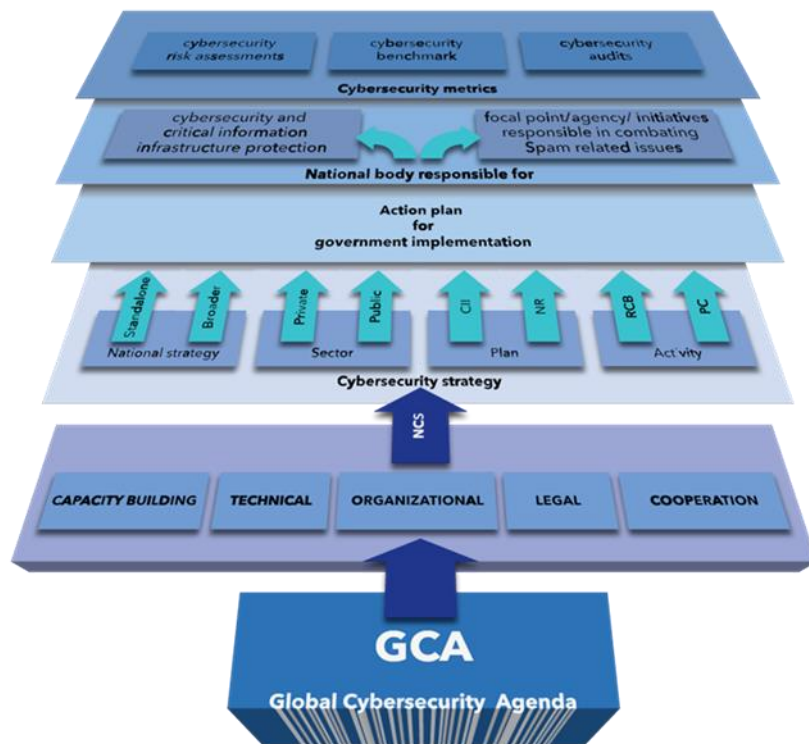 cybersecurity
risk assessments
cybersecurity
benchmark
cybersecurity
audits
Cybersecurity metrics
cybersecurity and
critical information
infrastructure protection
focal point/agency/ initiatives
responsible in combating
Spam related issues
National body responsible for
Action plan
for
government implementation
Standalone
Broader
Private
Public
CII
NR
RCB
PC
National strategy
Sector
Plan
Activity
Cybersecurity strategy
NCS
CAPACITY BUILDING
TECHNICAL
ORGANIZATIONAL
LEGAL
COOPERATION
GCA
Global Cybersecurity Agenda